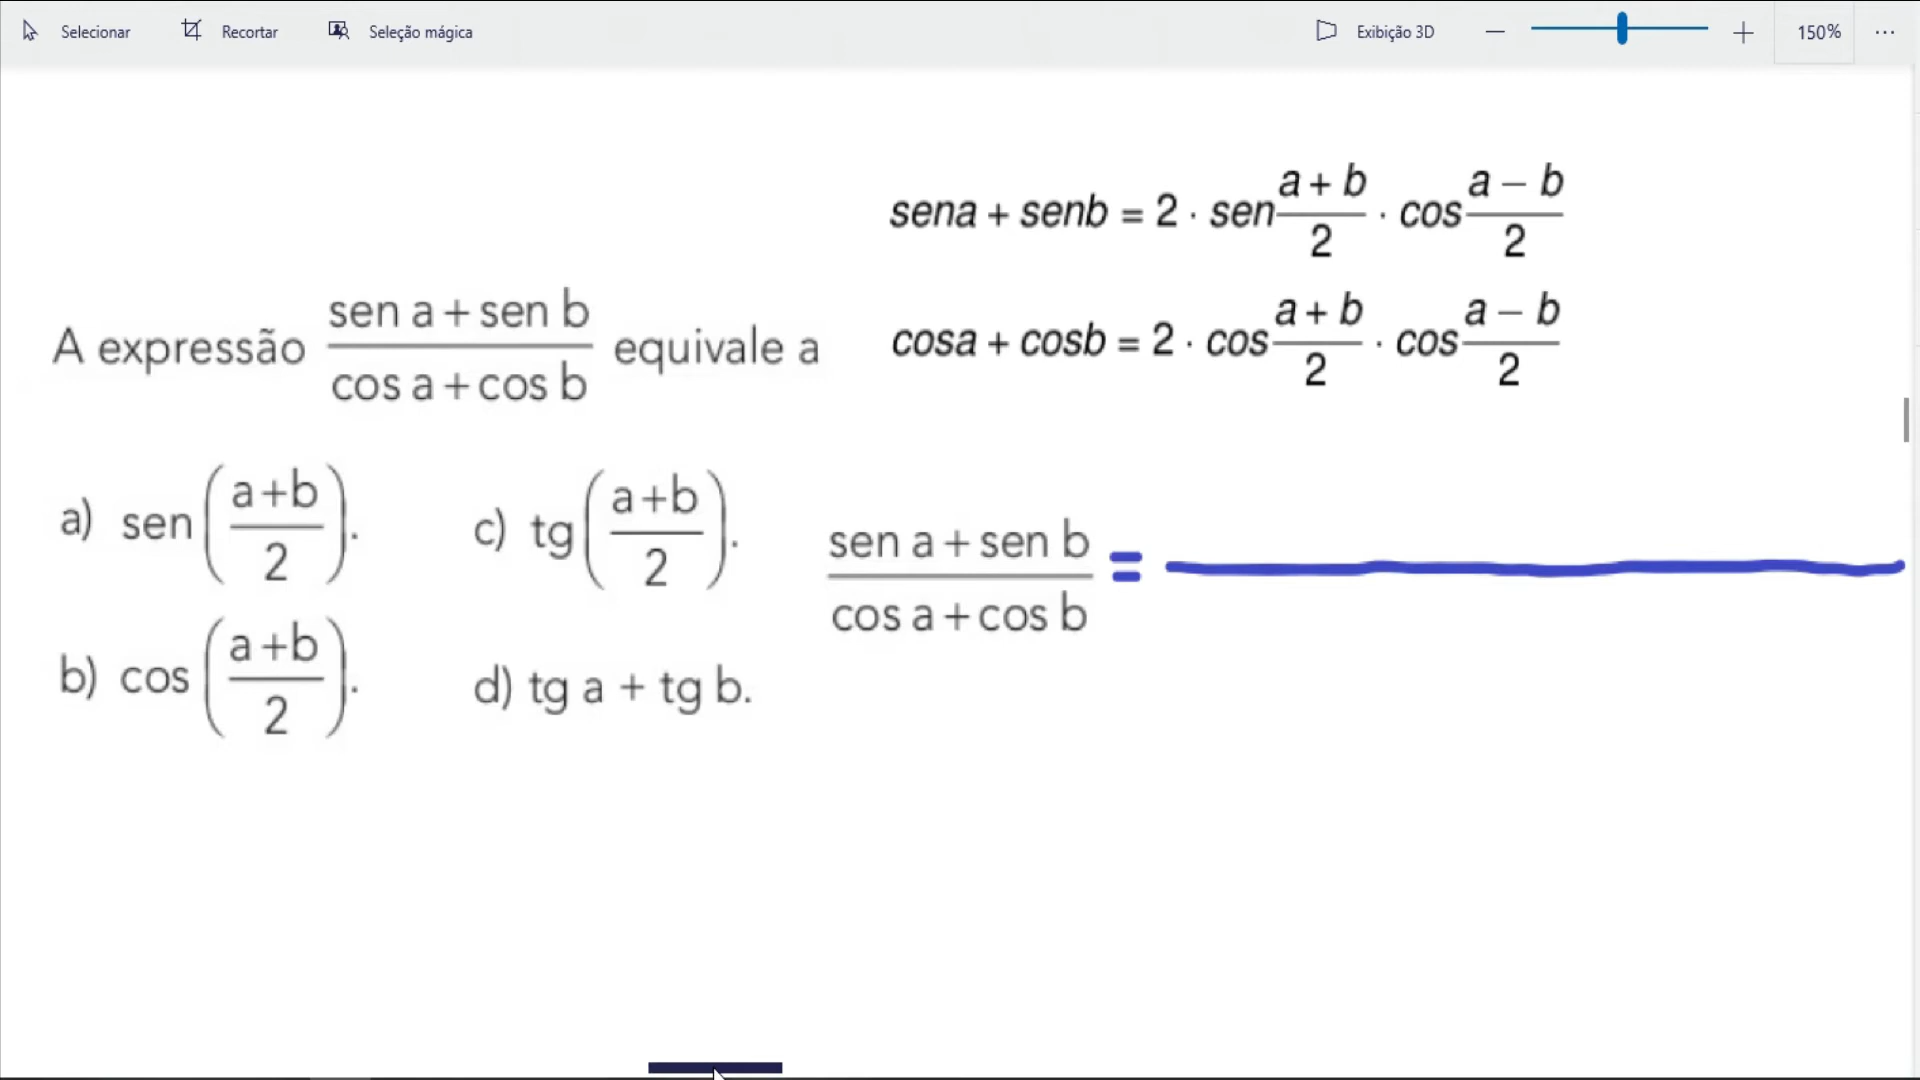 Selecionar Recortar Seleção mágica Exibição 3D 150%
sena + senb = 2 · sen (a + b)/2 · cos (a − b)/2
cosa + cosb = 2 · cos (a + b)/2 · cos (a − b)/2
A expressão (sen a + sen b)/(cos a + cos b) equivale a
a) sen ((a+b)/2).
b) cos ((a+b)/2).
c) tg ((a+b)/2).
d) tg a + tg b.
(sen a + sen b)/(cos a + cos b) =